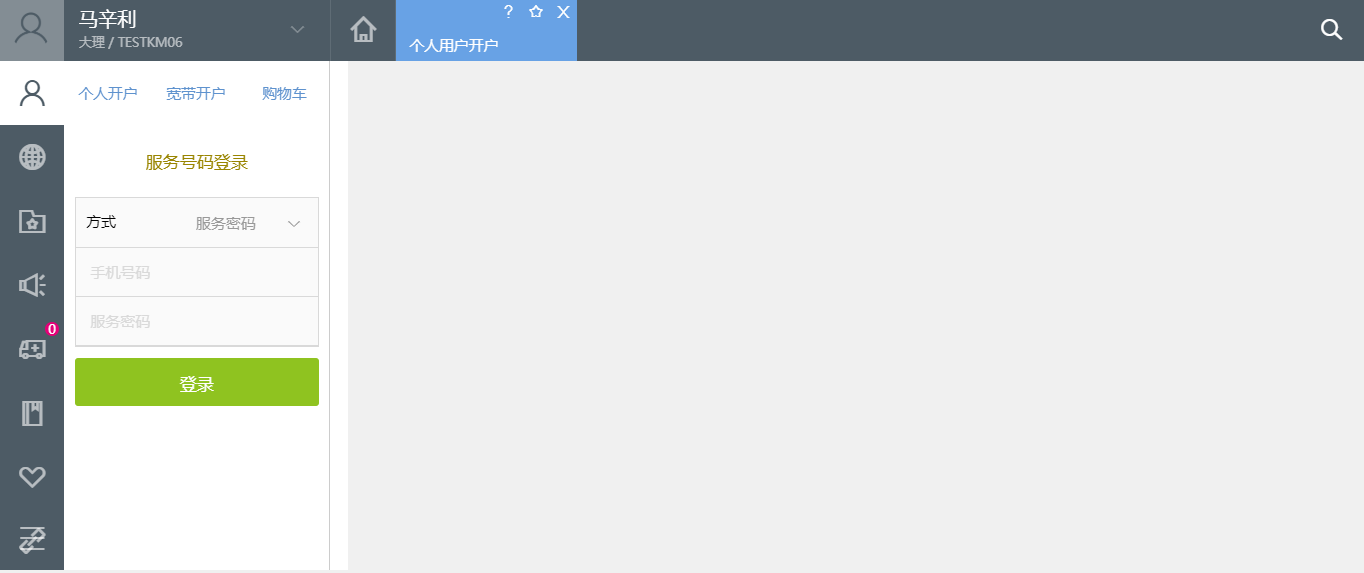 马辛利
大理 / TESTKM06
? X
个人用户开户
个人开户 宽带开户 购物车
服务号码登录
方式 服务密码
手机号码
服务密码
0
登录